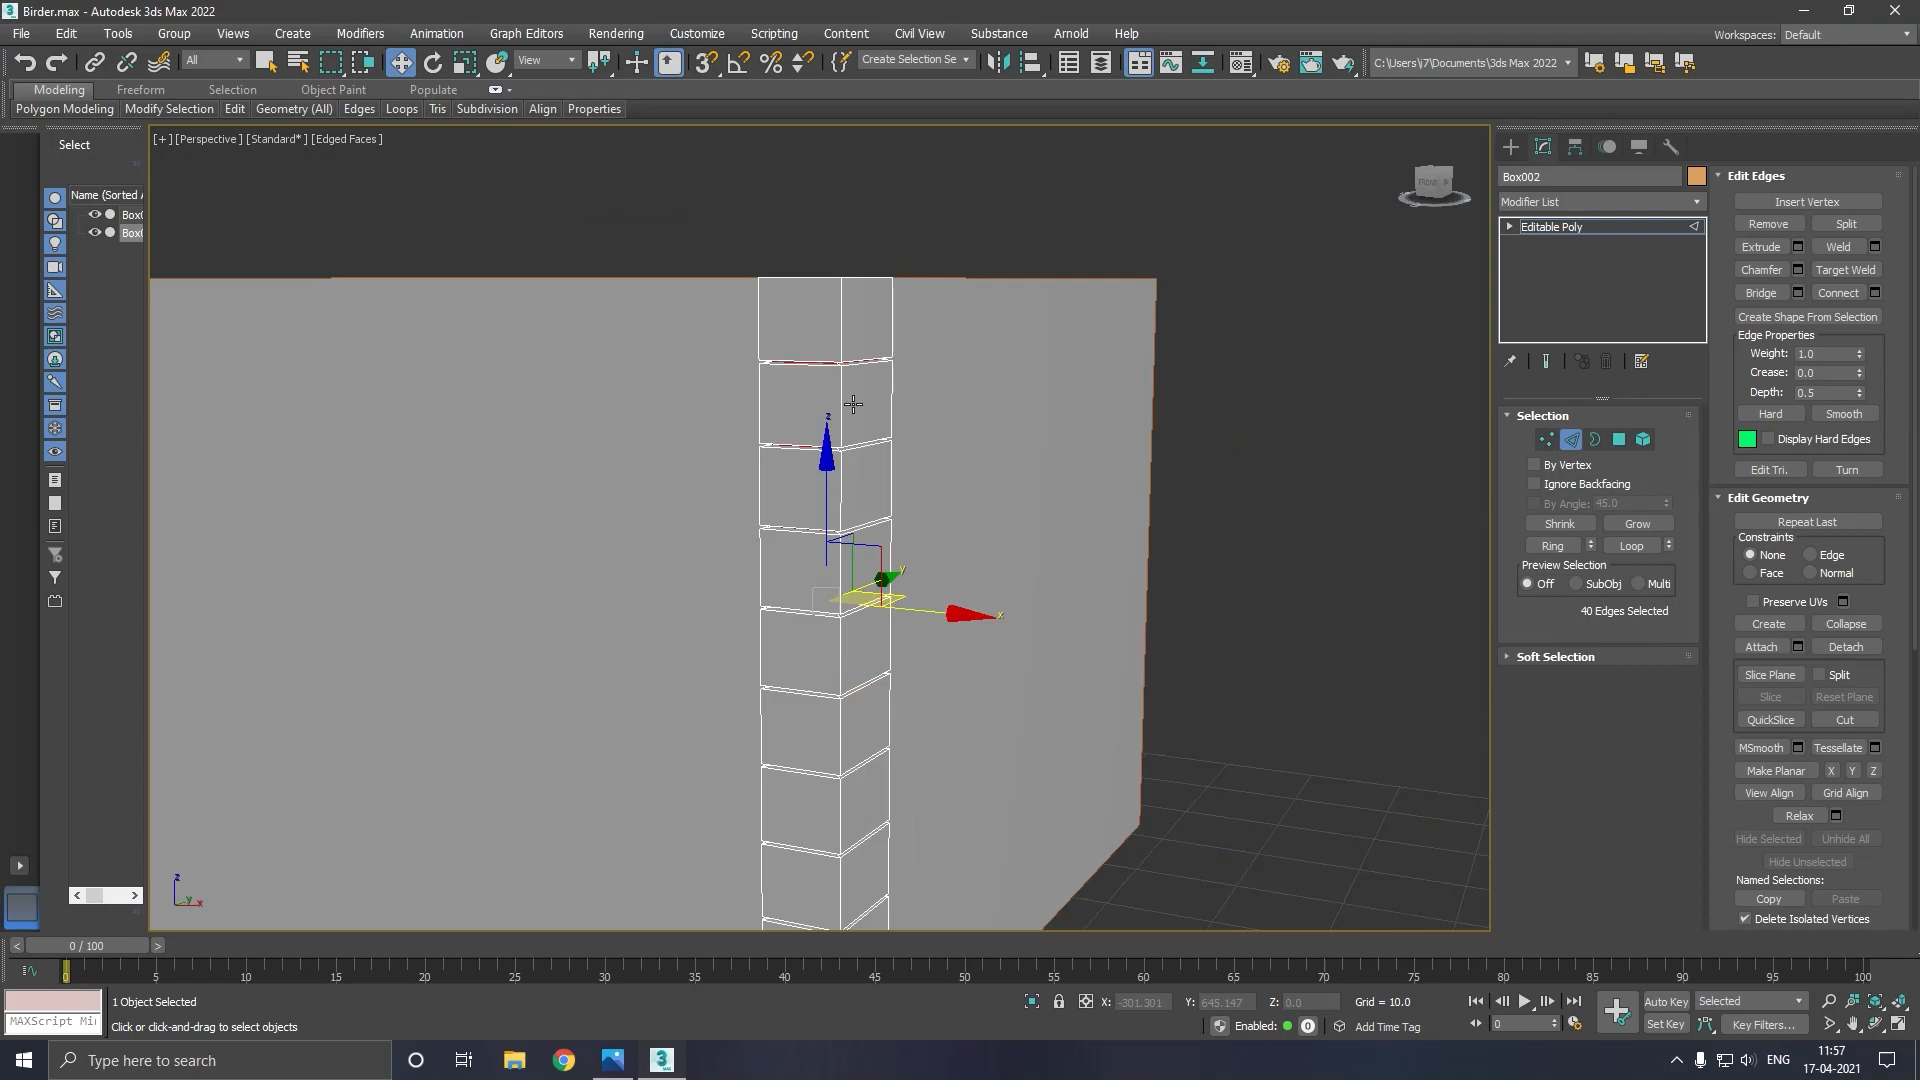 Birder.max - Autodesk 3ds Max 2022
File Edit Tools Group Views Create Modifiers Animation Graph Editors Rendering Customize Scripting Content Civil View Substance Arnold Help Workspaces: Default
All View Create Selection Se C:\Users\i7\Documents\3ds Max 2022
Modeling Freeform Selection Object Paint Populate
Polygon Modeling Modify Selection Edit Geometry (All) Edges Loops Tris Subdivision Align Properties
Select
Name (Sorted A
Box0
Box0
[+] [Perspective] [Standard*] [Edged Faces]
FRONT
z
y
x
z
y
x
Box002
Modifier List
Editable Poly
Selection
By Vertex
Ignore Backfacing
By Angle: 45.0
Shrink Grow
Ring Loop
Preview Selection
Off SubObj Multi
40 Edges Selected
Soft Selection
Edit Edges
Insert Vertex
Remove Split
Extrude Weld
Chamfer Target Weld
Bridge Connect
Create Shape From Selection
Edge Properties
Weight: 1.0
Crease: 0.0
Depth: 0.5
Hard Smooth
Display Hard Edges
Edit Tri. Turn
Edit Geometry
Repeat Last
Constraints
None Edge
Face Normal
Preserve UVs
Create Collapse
Attach Detach
Slice Plane Split
Slice Reset Plane
QuickSlice Cut
MSmooth Tessellate
Make Planar X Y Z
View Align Grid Align
Relax
Hide Selected Unhide All
Hide Unselected
Named Selections:
Copy Paste
Delete Isolated Vertices
< 0 / 100 >
0 5 10 15 20 25 30 35 40 45 50 55 60 65 70 75 80 85 90 95 100
1 Object Selected X: -301.301 Y: 645.147 Z: 0.0 Grid = 10.0 Auto Key Selected
MAXScript Mi Click or click-and-drag to select objects Enabled: 0 Add Time Tag 0 Set Key Key Filters...
Type here to search
3
MAX
ENG
11:57
17-04-2021